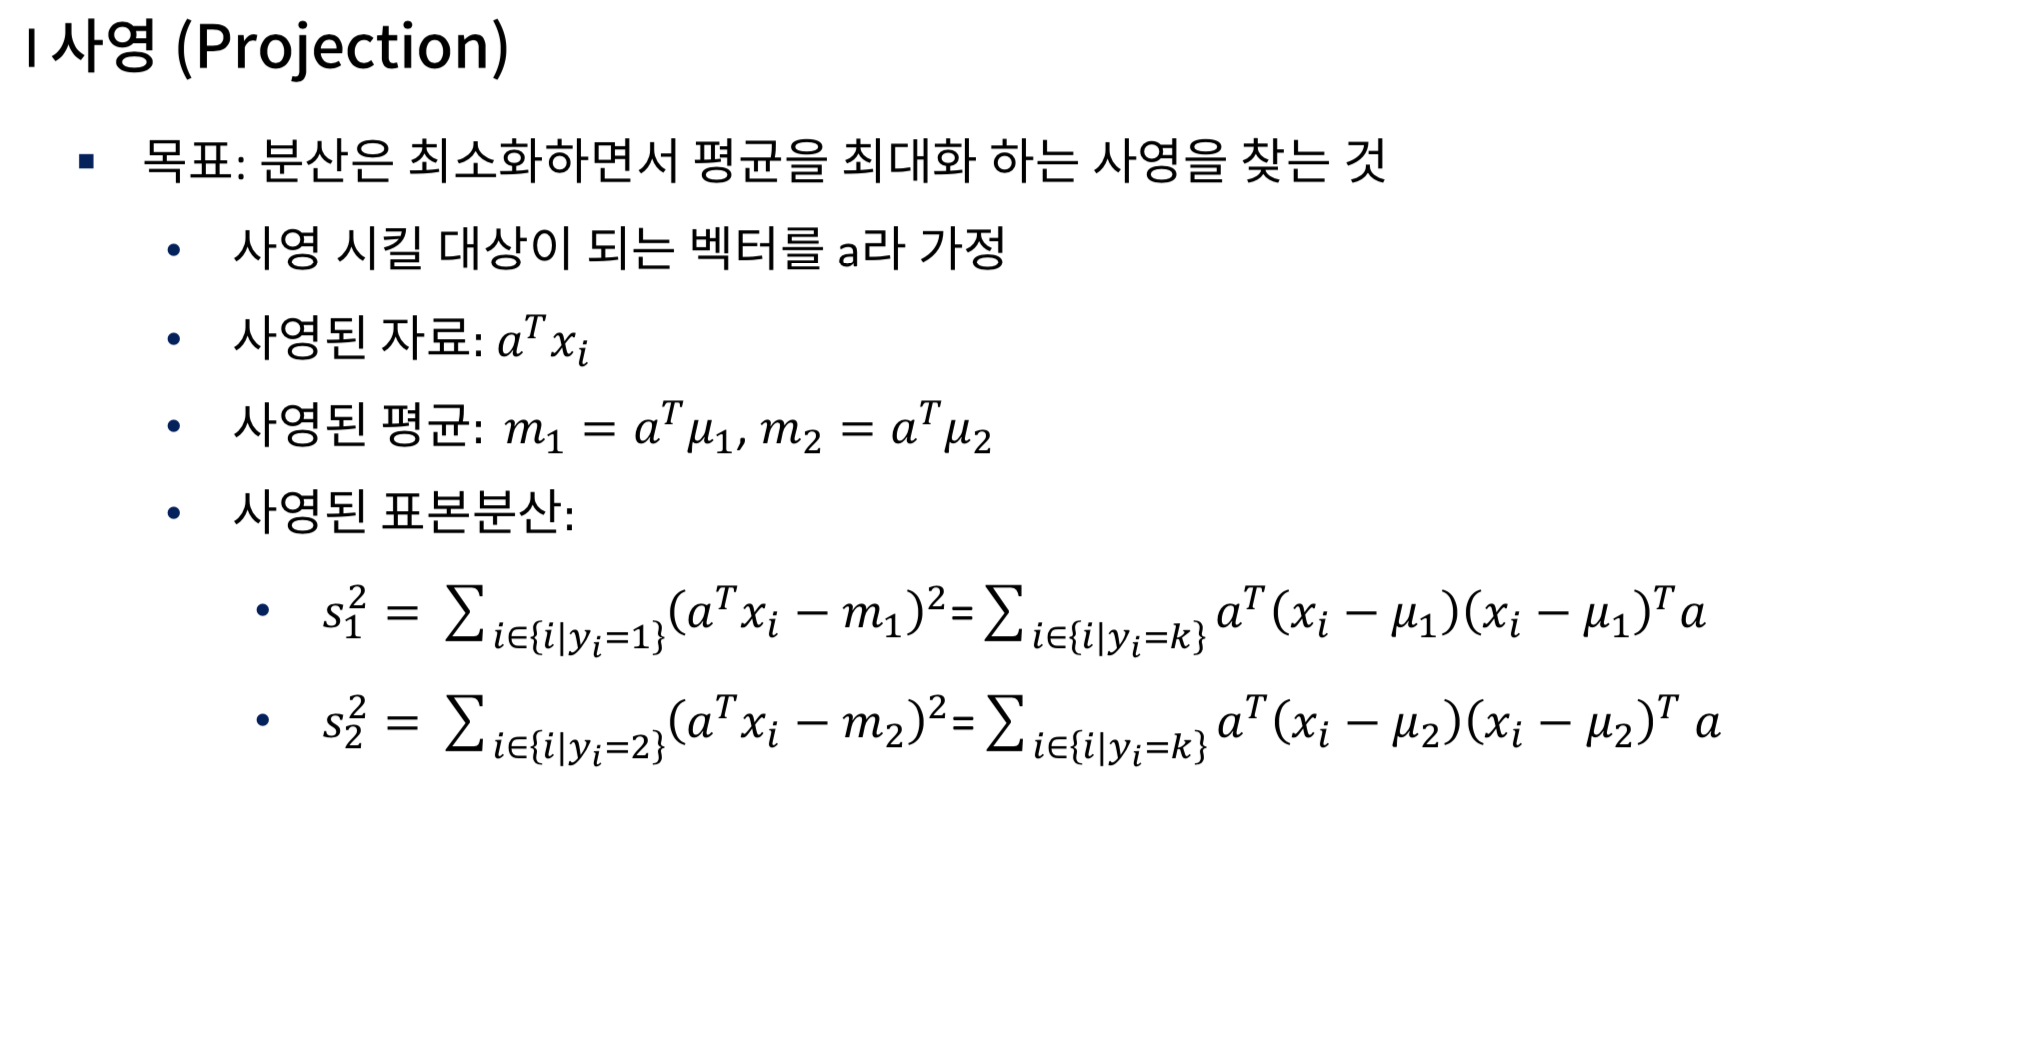 I 사영 (Projection)
▪ 목표: 분산은 최소화하면서 평균을 최대화 하는 사영을 찾는 것
• 사영 시킬 대상이 되는 벡터를 a라 가정
• 사영된 자료: $a^T x_i$
• 사영된 평균: $m_1 = a^T \mu_1, m_2 = a^T \mu_2$
• 사영된 표본분산:
• $s_1^2 = \sum_{i \in \{i|y_i=1\}} (a^T x_i - m_1)^2 = \sum_{i \in \{i|y_i=k\}} a^T (x_i - \mu_1)(x_i - \mu_1)^T a$
• $s_2^2 = \sum_{i \in \{i|y_i=2\}} (a^T x_i - m_2)^2 = \sum_{i \in \{i|y_i=k\}} a^T (x_i - \mu_2)(x_i - \mu_2)^T a$